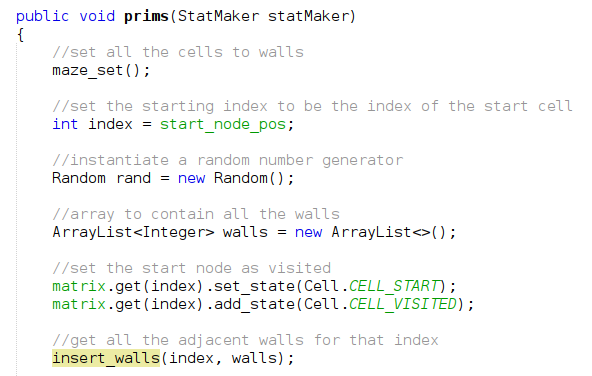 public void prims(StatMaker statMaker)
{
//set all the cells to walls
maze_set();
//set the starting index to be the index of the start cell
int index = start_node_pos;
//instantiate a random number generator
Random rand = new Random();
//array to contain all the walls
ArrayList<Integer> walls = new ArrayList<>();
//set the start node as visited
matrix.get(index).set_state(Cell.CELL_START);
matrix.get(index).add_state(Cell.CELL_VISITED);
//get all the adjacent walls for that index
insert_walls(index, walls);